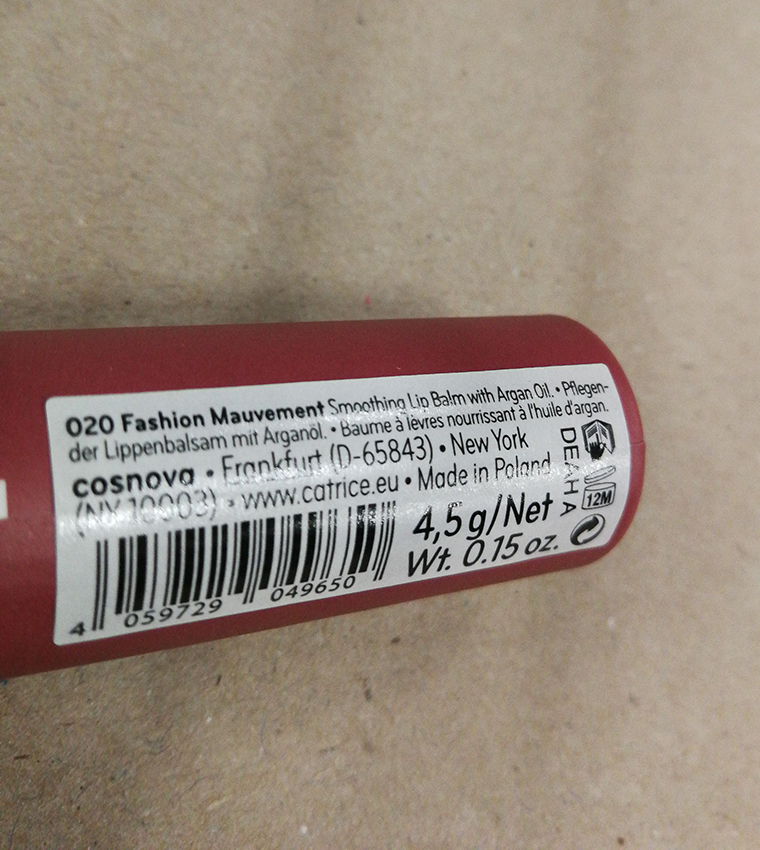 020 Fashion Mauvement Smoothing Lip Balm with Argan Oil. • Pflegen-
der Lippenbalsam mit Arganöl. • Baume à lèvres nourrissant à l'huile d'argan.
cosnova • Frankfurt (D-65843) • New York
(NY 10003) • www.catrice.eu • Made in Poland
4,5 g/Net
Wt. 0.15 oz.
4 059729 049650
DEAHA
12M